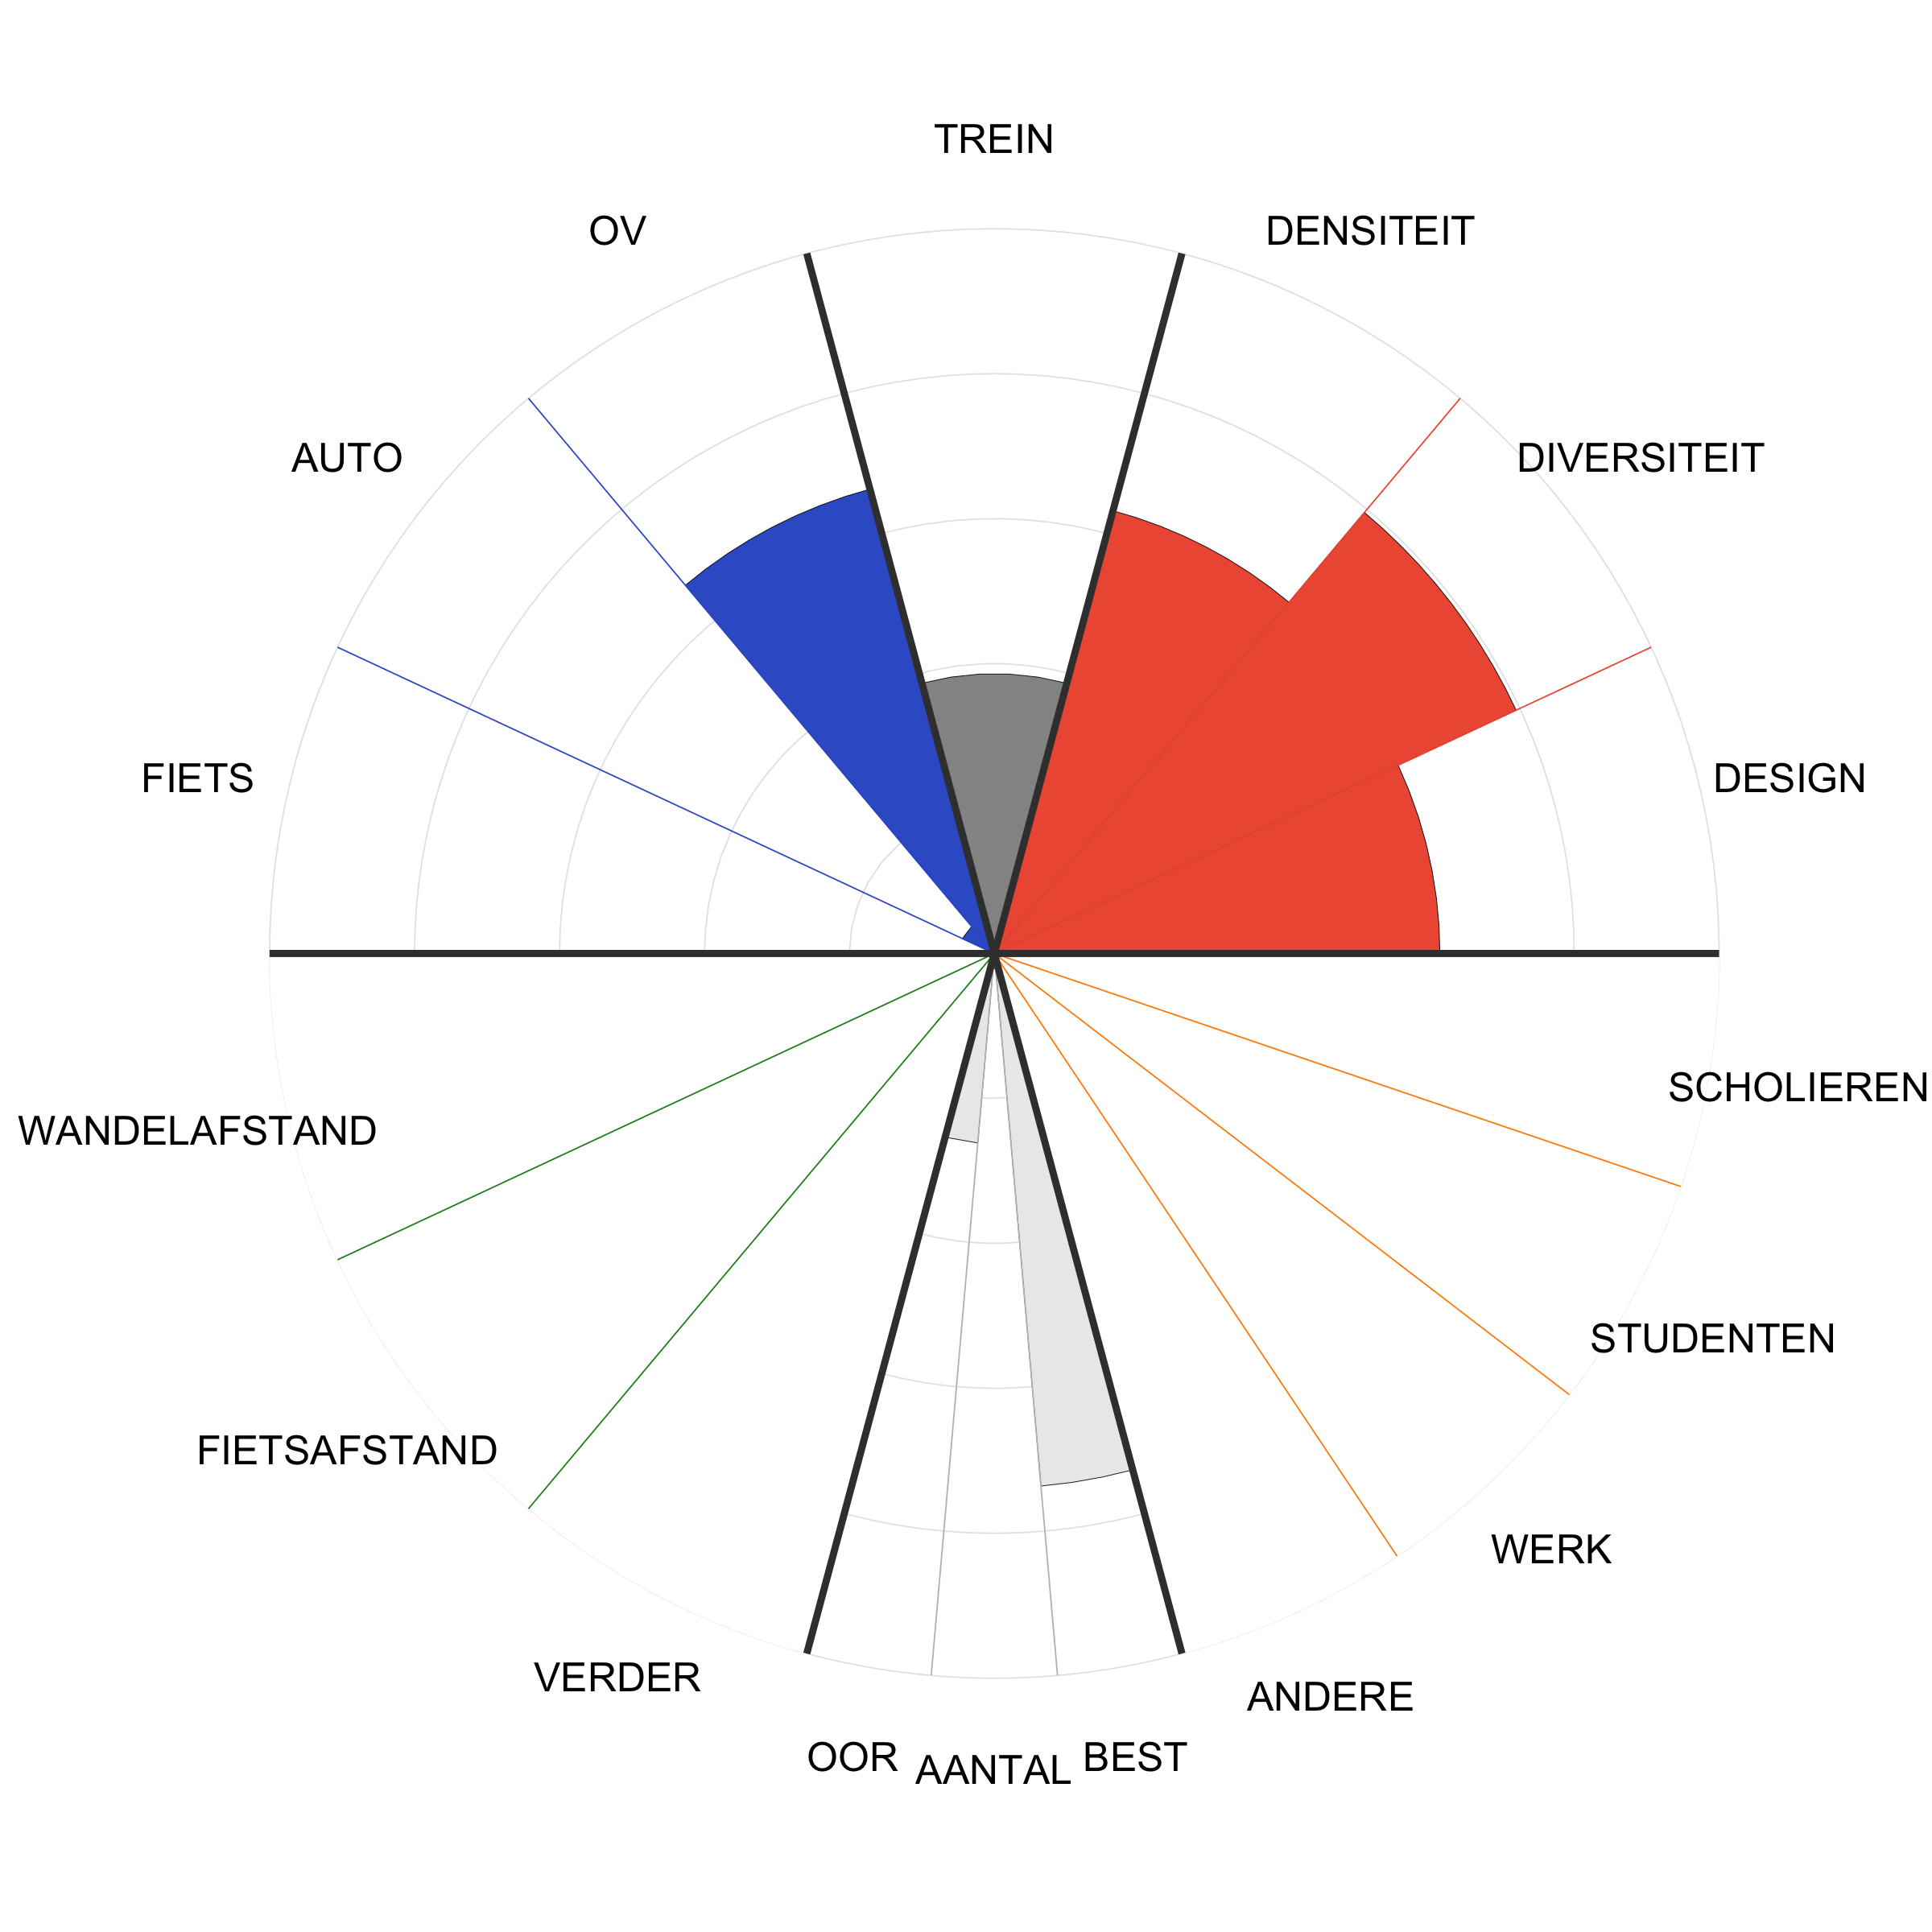 TREIN
OV
DENSITEIT
AUTO
DIVERSITEIT
FIETS
DESIGN
SCHOLIEREN
WANDELAFSTAND
STUDENTEN
FIETSAFSTAND
WERK
VERDER
ANDERE
OOR
AANTAL
BEST